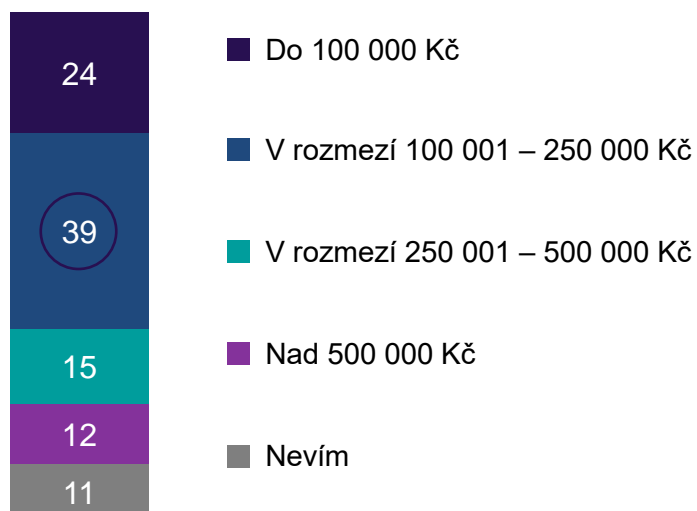 24
39
15
12
11
Do 100 000 Kč
V rozmezí 100 001 – 250 000 Kč
V rozmezí 250 001 – 500 000 Kč
Nad 500 000 Kč
Nevím